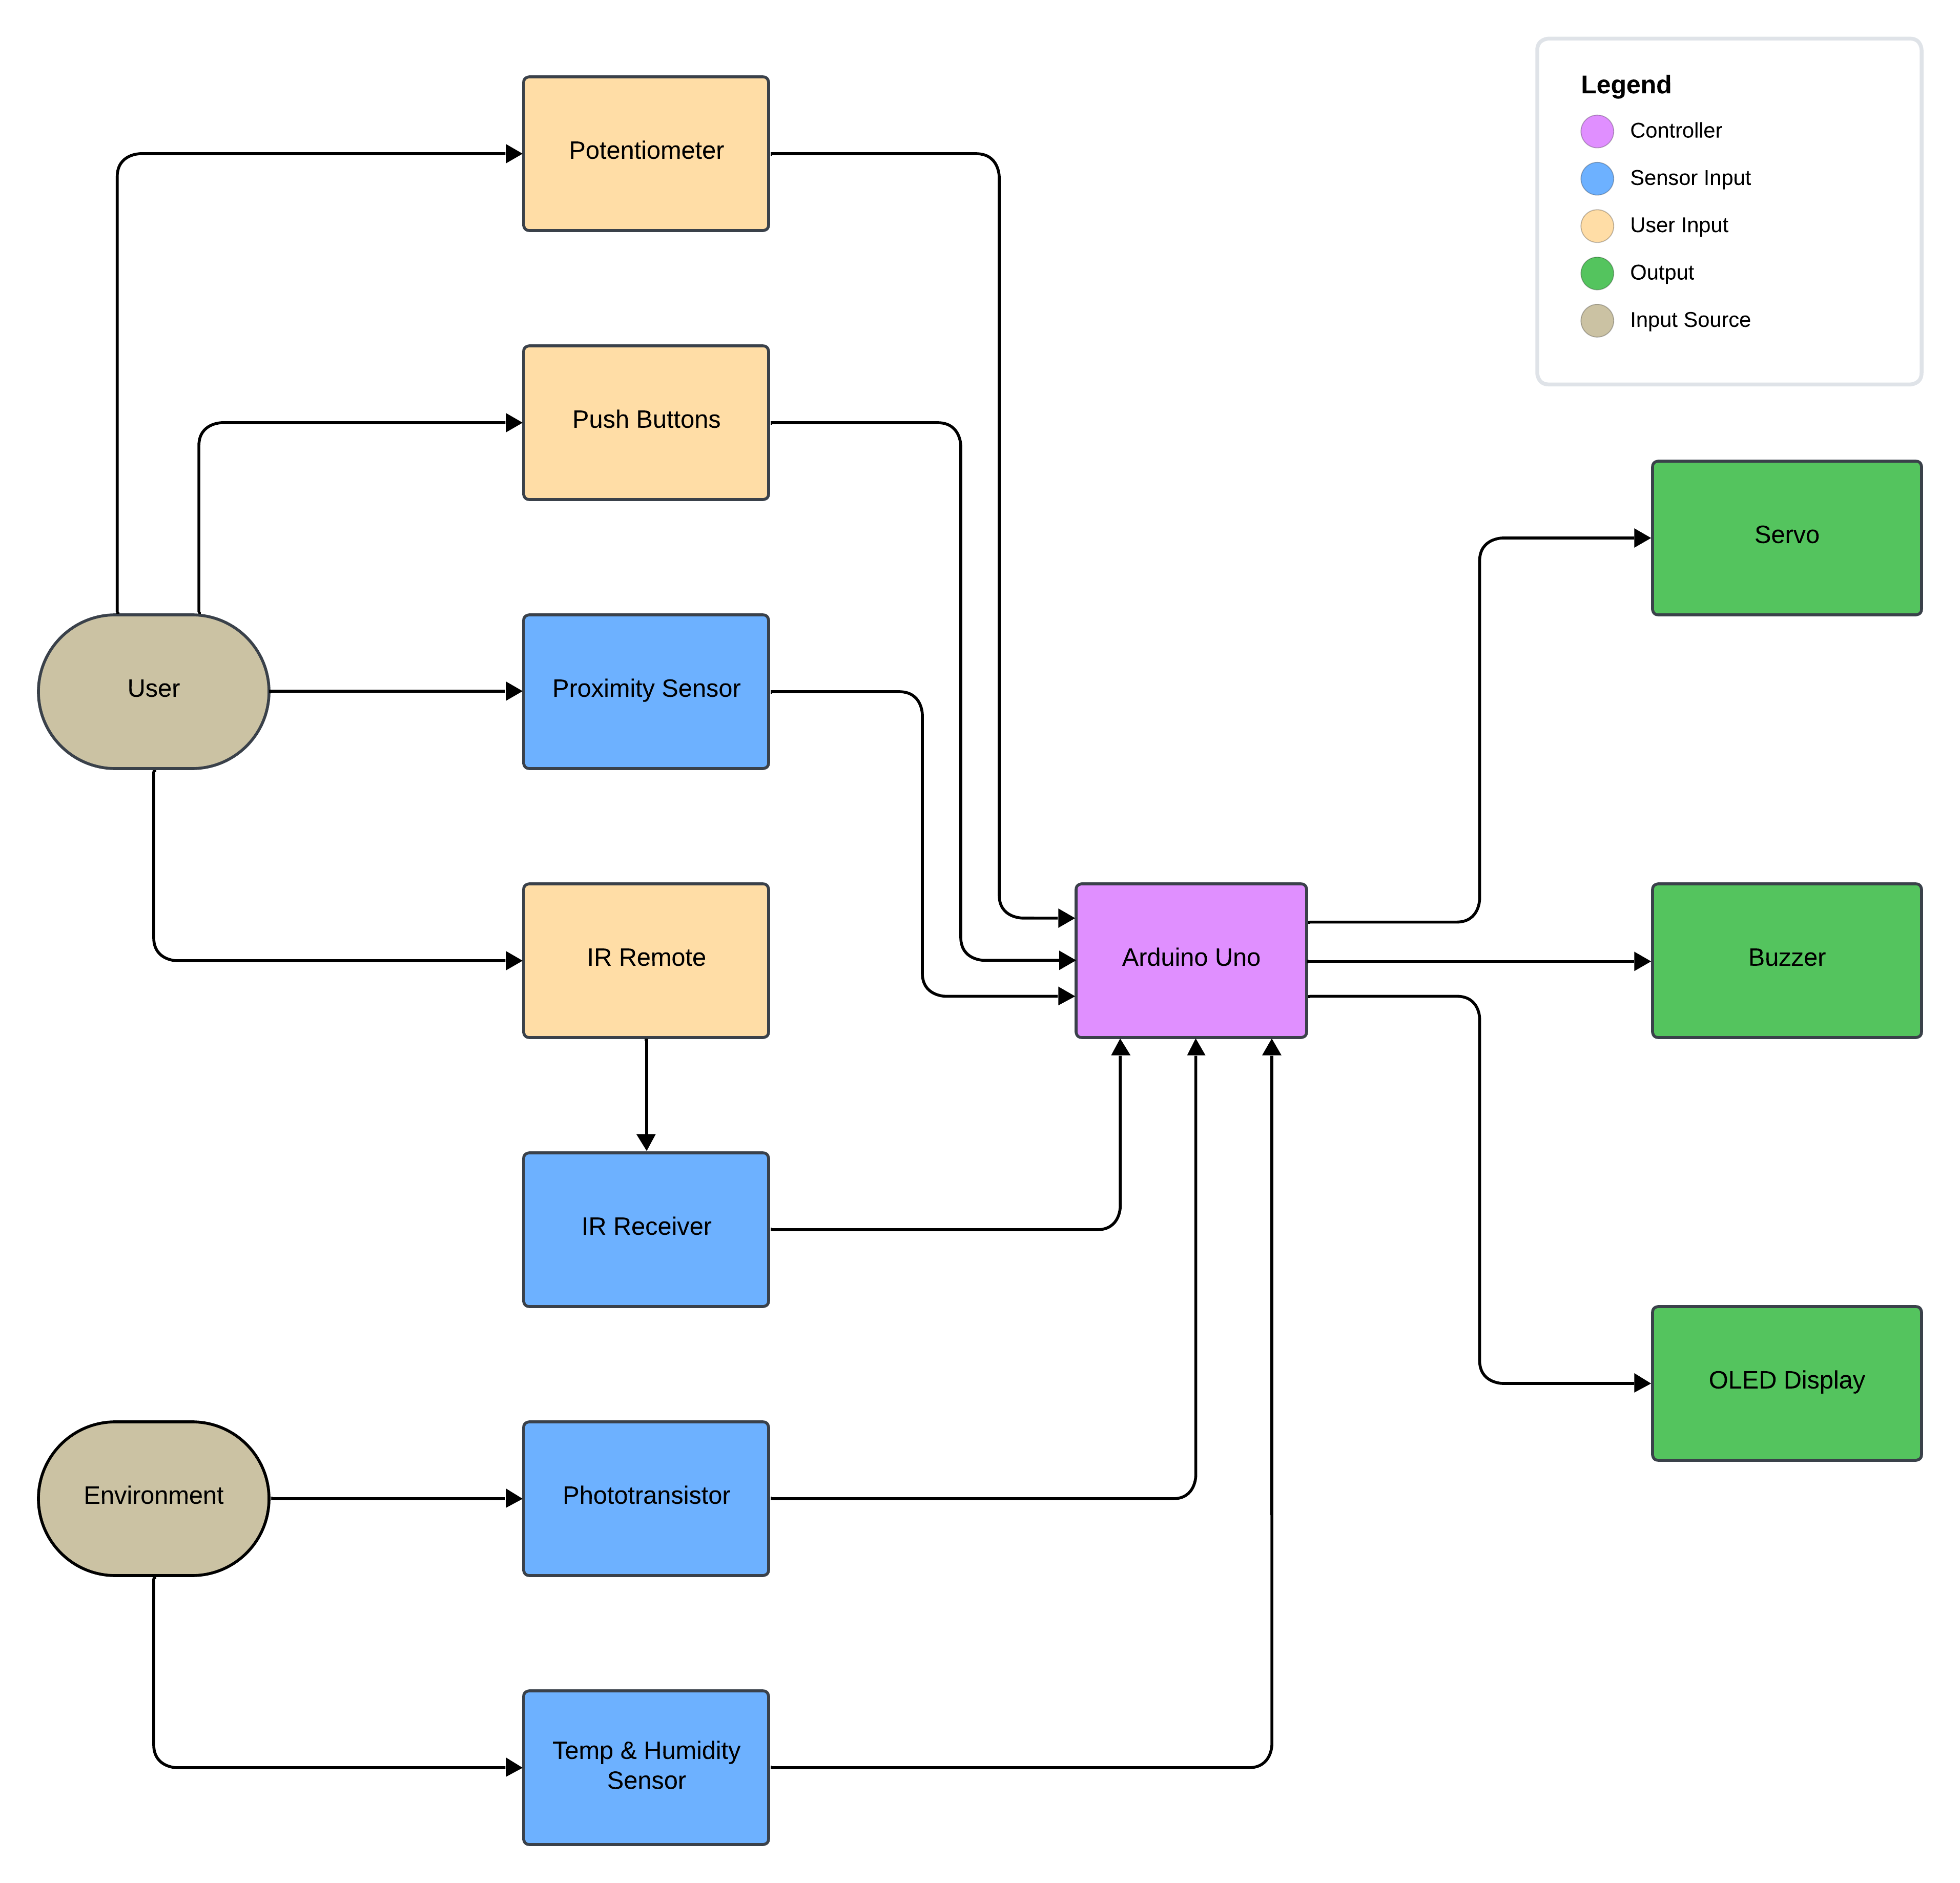 Legend
Controller
Sensor Input
User Input
Output
Input Source
Potentiometer
Push Buttons
Servo
User
Proximity Sensor
IR Remote
Arduino Uno
Buzzer
IR Receiver
OLED Display
Environment
Phototransistor
Temp & Humidity
Sensor